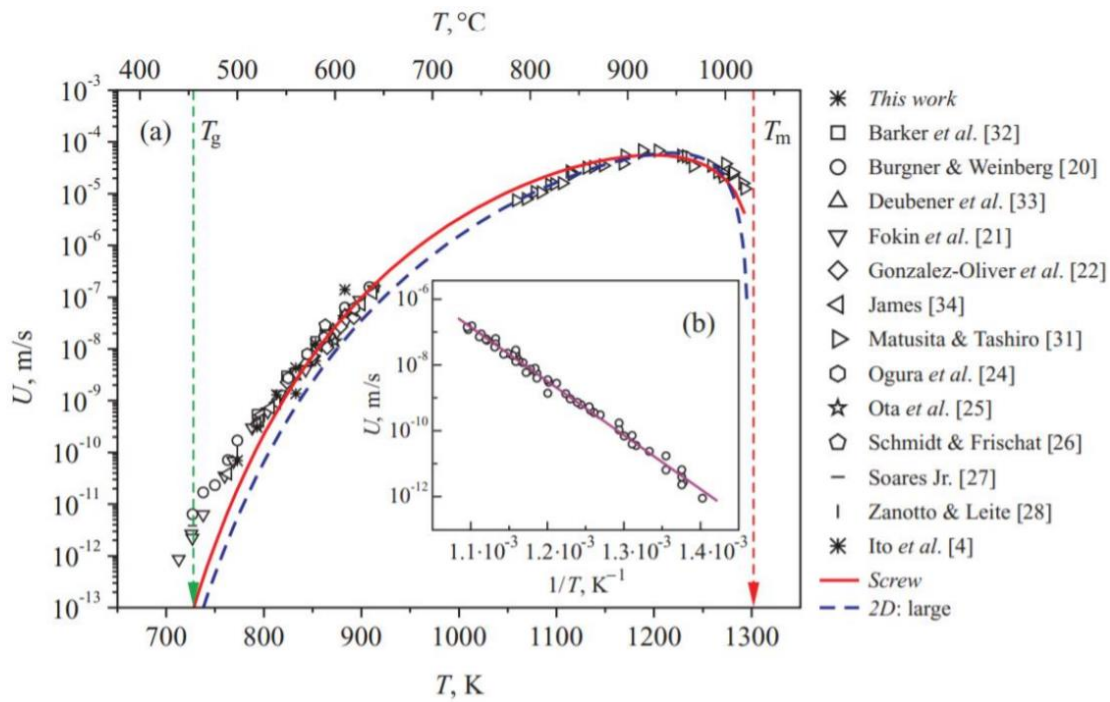 T, °C
400 500 600 700 800 900 1000
10⁻³
10⁻⁴
10⁻⁵
10⁻⁶
10⁻⁷
10⁻⁸
10⁻⁹
10⁻¹⁰
10⁻¹¹
10⁻¹²
10⁻¹³
U, m/s
(a)
Tg
Tm
700 800 900 1000 1100 1200 1300
T, K
(b)
10⁻⁶
10⁻⁸
10⁻¹⁰
10⁻¹²
U, m/s
1.1·10⁻³ 1.2·10⁻³ 1.3·10⁻³ 1.4·10⁻³
1/T, K⁻¹
This work
Barker et al. [32]
Burgner & Weinberg [20]
Deubener et al. [33]
Fokin et al. [21]
Gonzalez-Oliver et al. [22]
James [34]
Matusita & Tashiro [31]
Ogura et al. [24]
Ota et al. [25]
Schmidt & Frischat [26]
Soares Jr. [27]
Zanotto & Leite [28]
Ito et al. [4]
Screw
2D: large